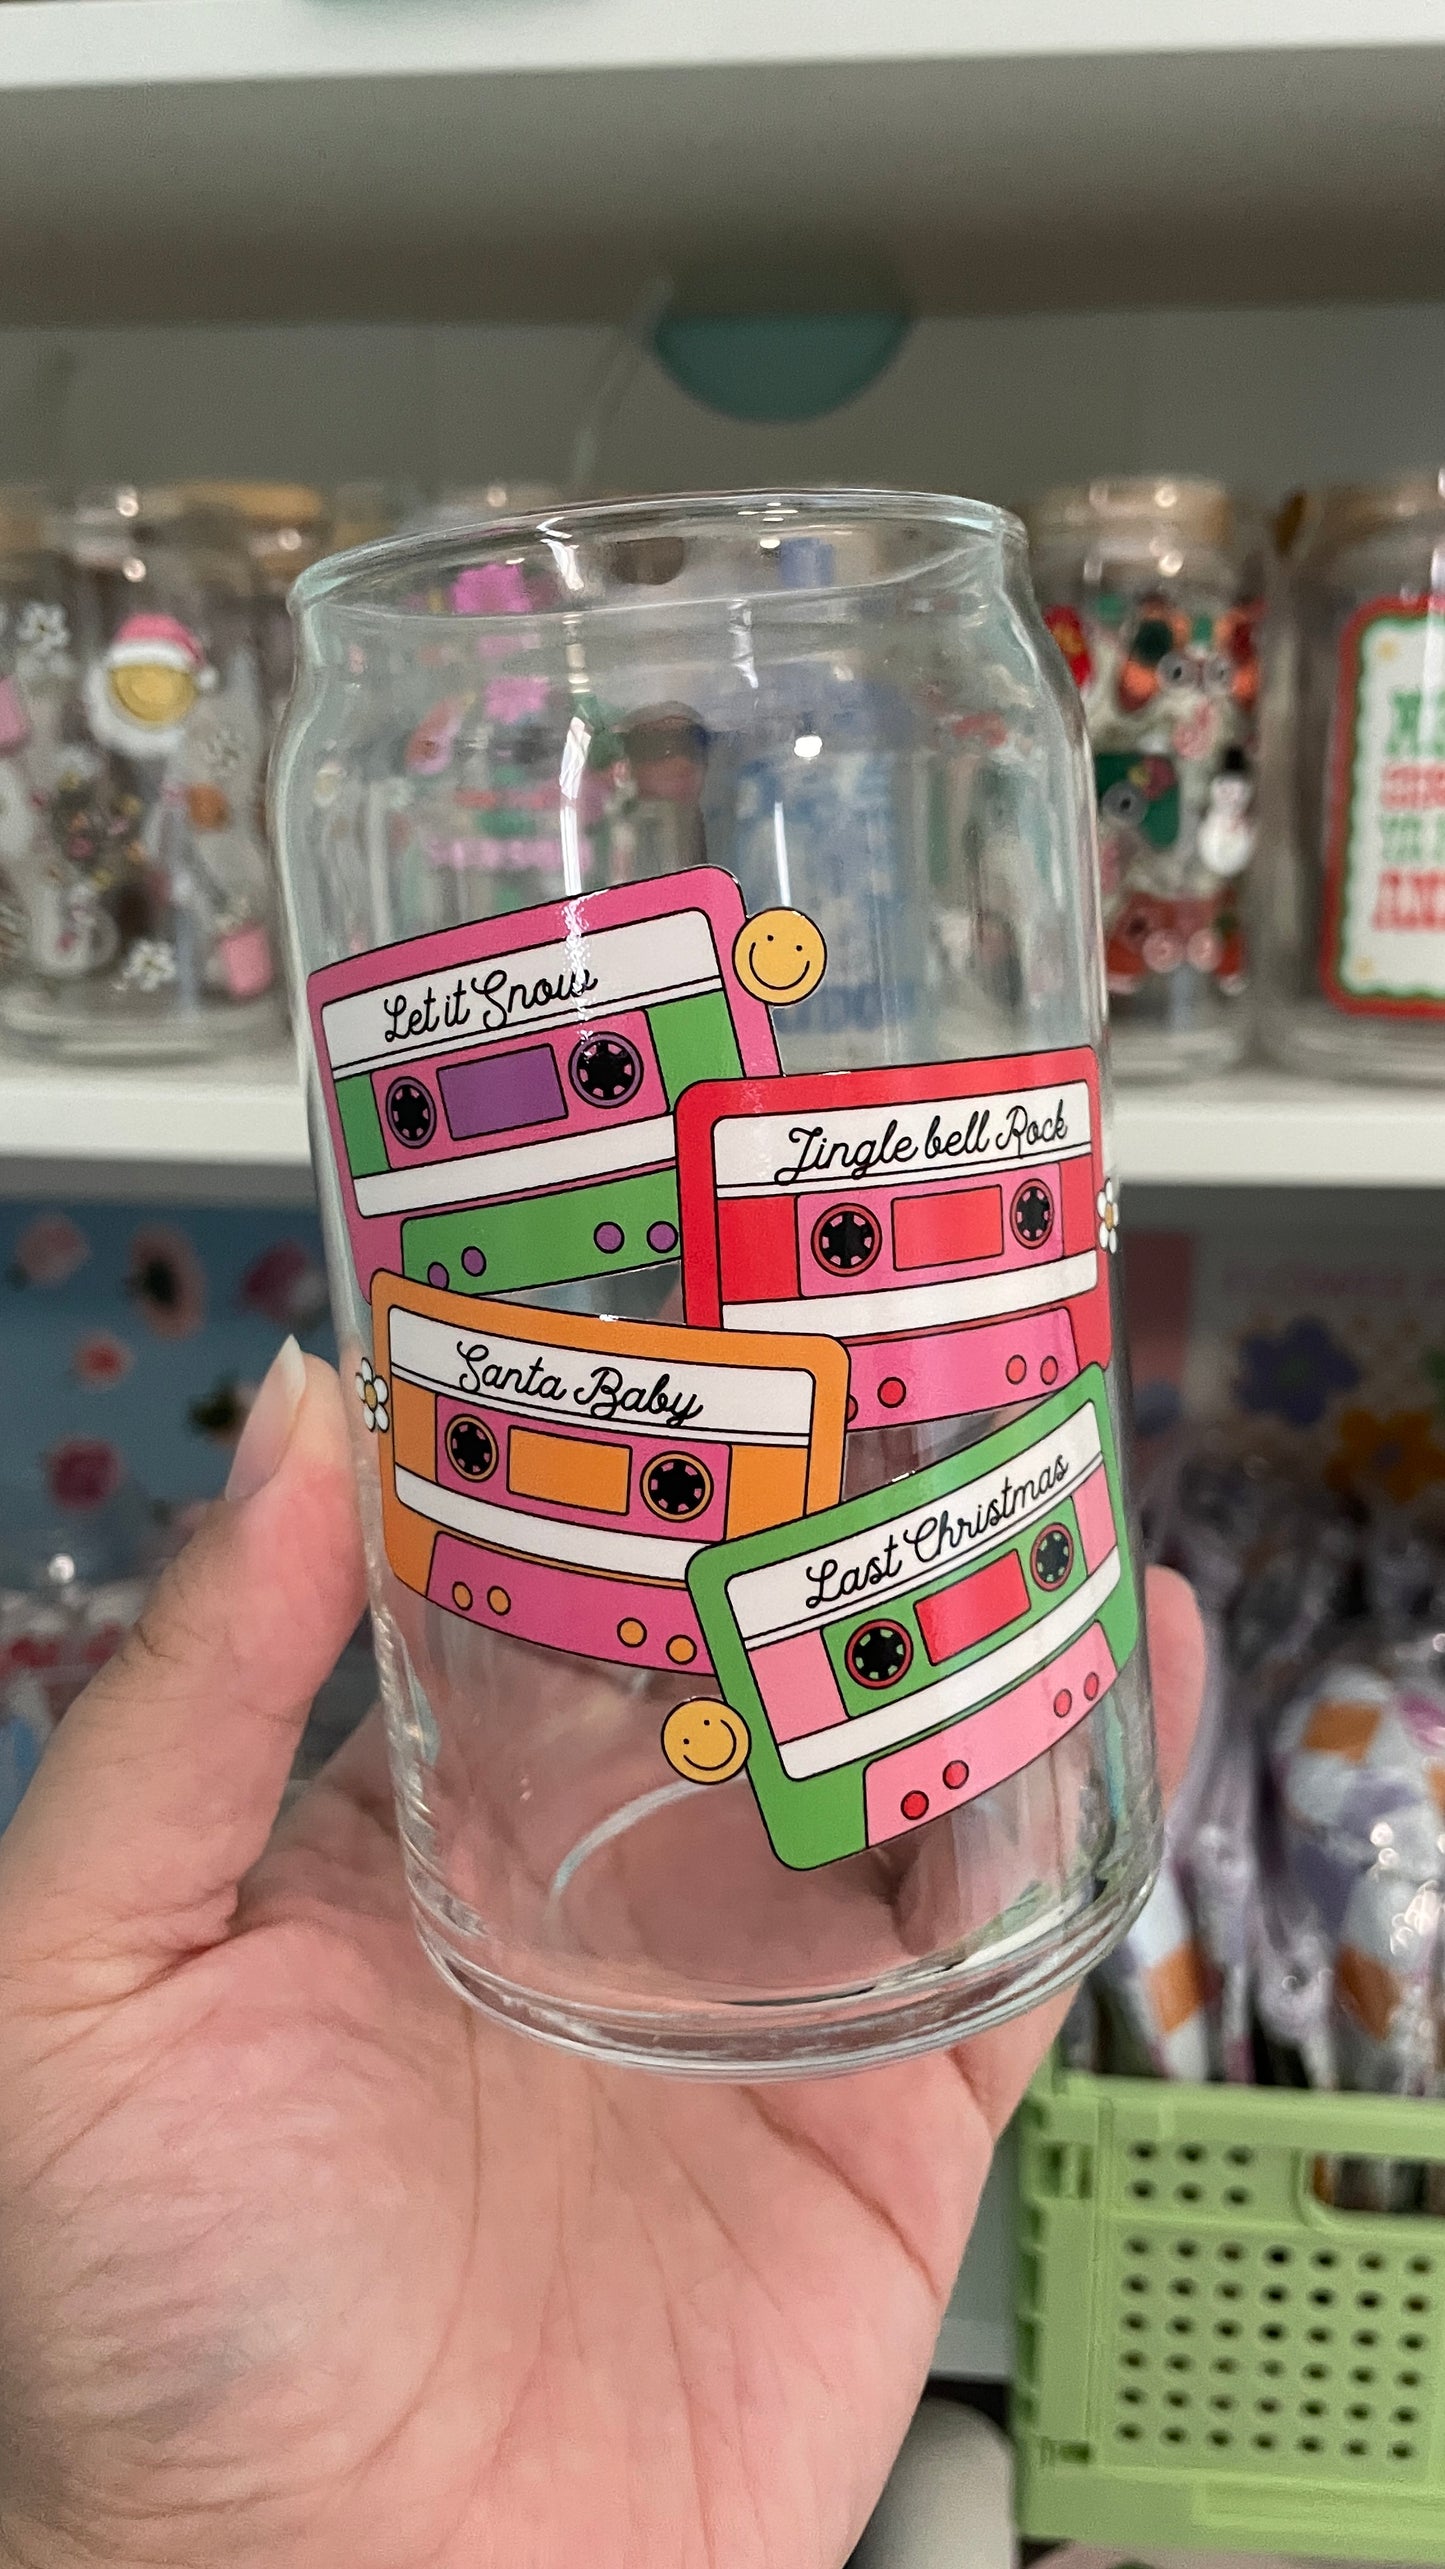 Let it Snow
Jingle bell Rock
Santa Baby
Last Christmas